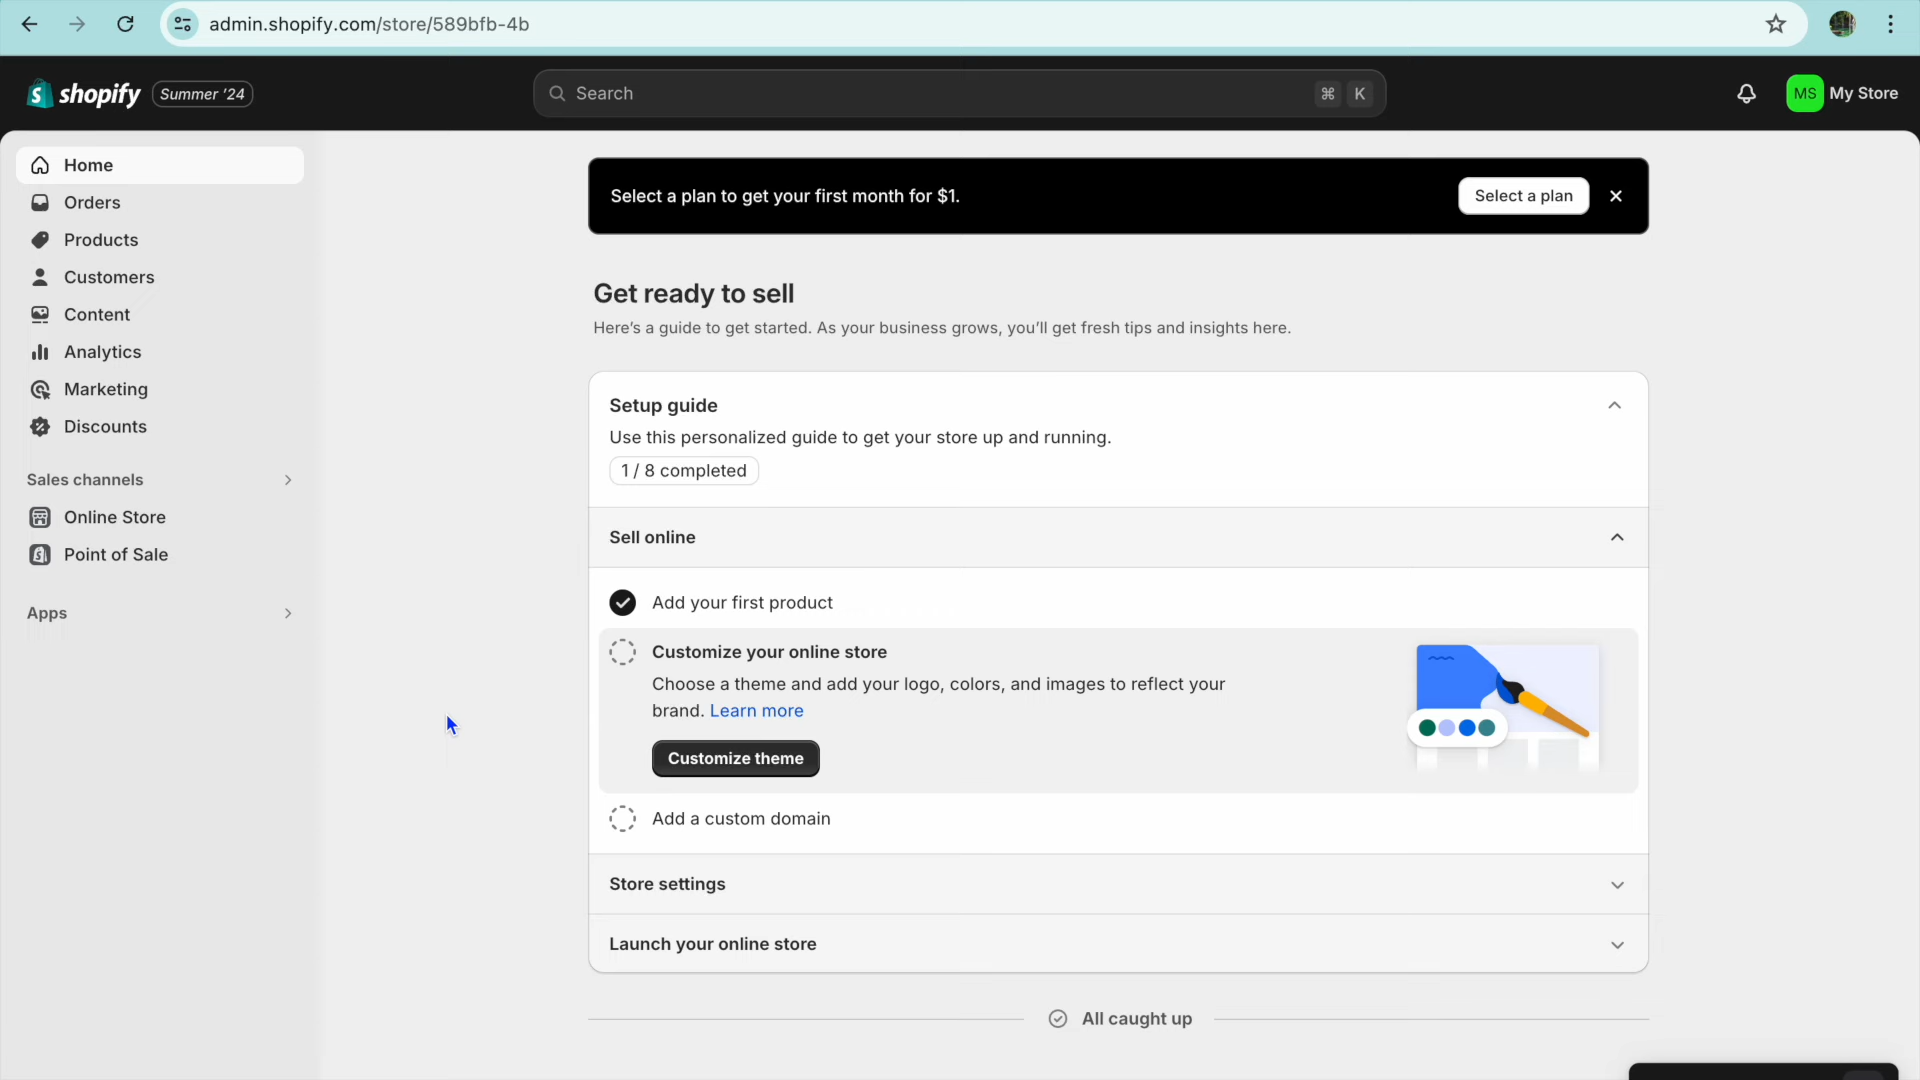 admin.shopify.com/store/589bfb-4b
shopify Summer '24
Search ⌘ K
MS My Store
Home
Orders
Products
Customers
Content
Analytics
Marketing
Discounts
Sales channels
Online Store
Point of Sale
Apps
Select a plan to get your first month for $1.
Select a plan
Get ready to sell
Here's a guide to get started. As your business grows, you'll get fresh tips and insights here.
Setup guide
Use this personalized guide to get your store up and running.
1 / 8 completed
Sell online
Add your first product
Customize your online store
Choose a theme and add your logo, colors, and images to reflect your
brand. Learn more
Customize theme
Add a custom domain
Store settings
Launch your online store
All caught up